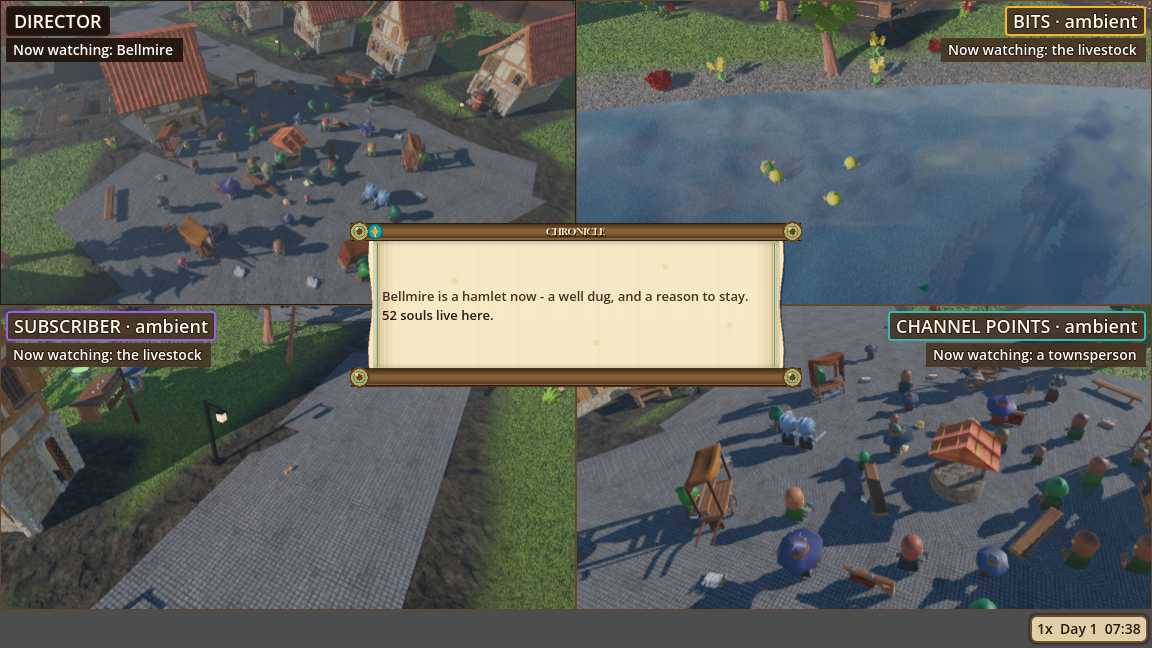 DIRECTOR
Now watching: Bellmire
BITS · ambient
Now watching: the livestock
CHRONICLE
Bellmire is a hamlet now - a well dug, and a reason to stay.
52 souls live here.
SUBSCRIBER · ambient
Now watching: the livestock
CHANNEL POINTS · ambient
Now watching: a townsperson
1x Day 1 07:38